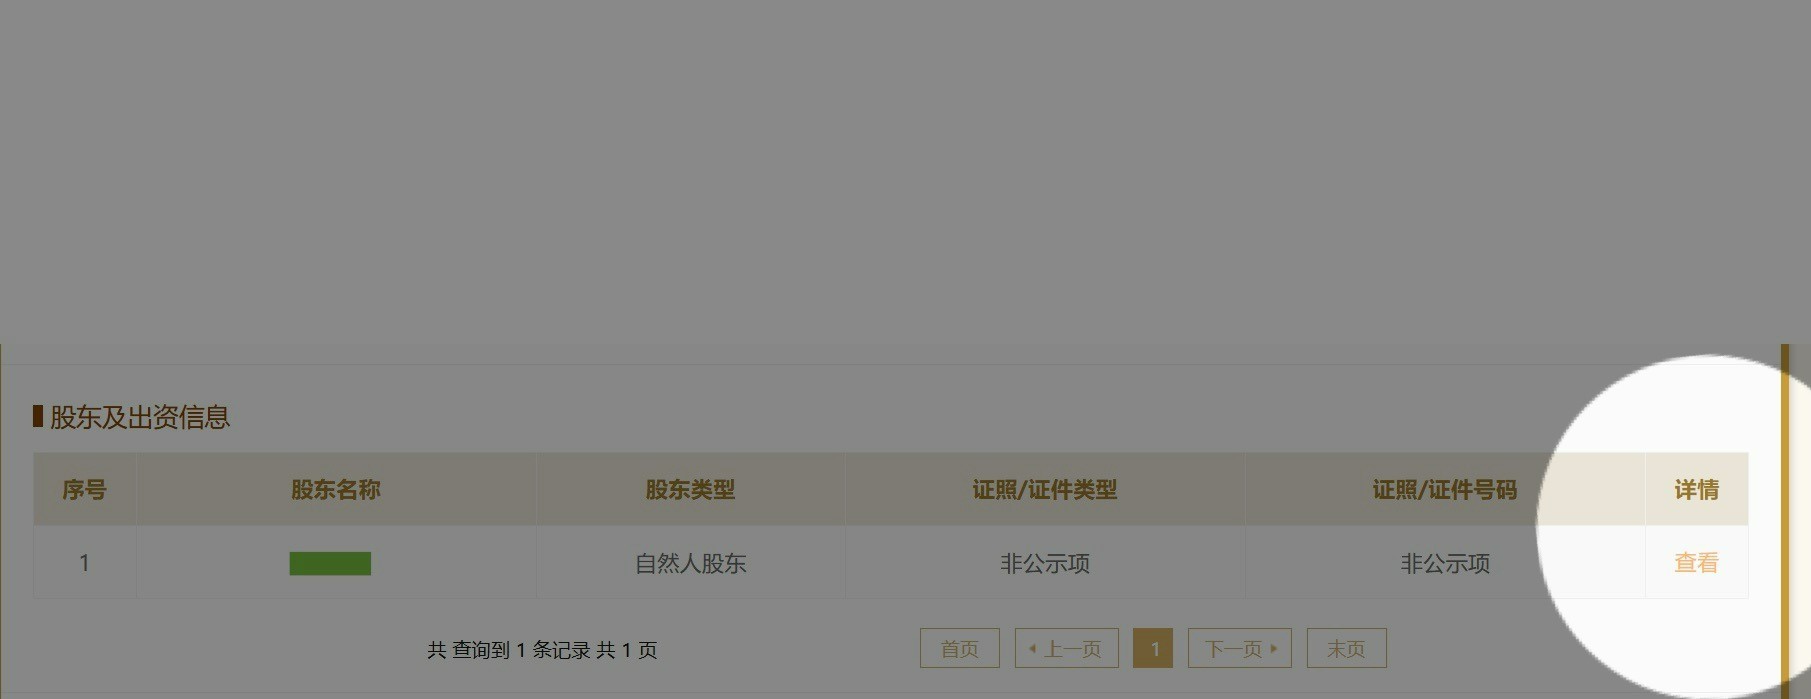 股东及出资信息
序号 股东名称 股东类型 证照/证件类型 证照/证件号码 详情
1 自然人股东 非公示项 非公示项 查看
共 查询到 1 条记录 共 1 页 首页 上一页 1 下一页 末页